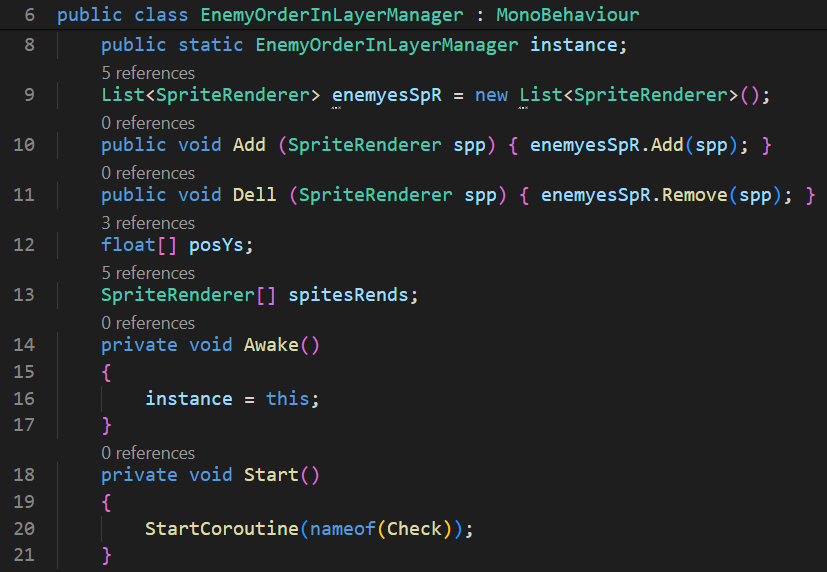 6 public class EnemyOrderInLayerManager : MonoBehaviour
8 public static EnemyOrderInLayerManager instance;
5 references
9 List<SpriteRenderer> enemyesSpR = new List<SpriteRenderer>();
0 references
10 public void Add (SpriteRenderer spp) { enemyesSpR.Add(spp); }
0 references
11 public void Dell (SpriteRenderer spp) { enemyesSpR.Remove(spp); }
3 references
12 float[] posYs;
5 references
13 SpriteRenderer[] spitesRends;
0 references
14 private void Awake()
15 {
16 instance = this;
17 }
0 references
18 private void Start()
19 {
20 StartCoroutine(nameof(Check));
21 }